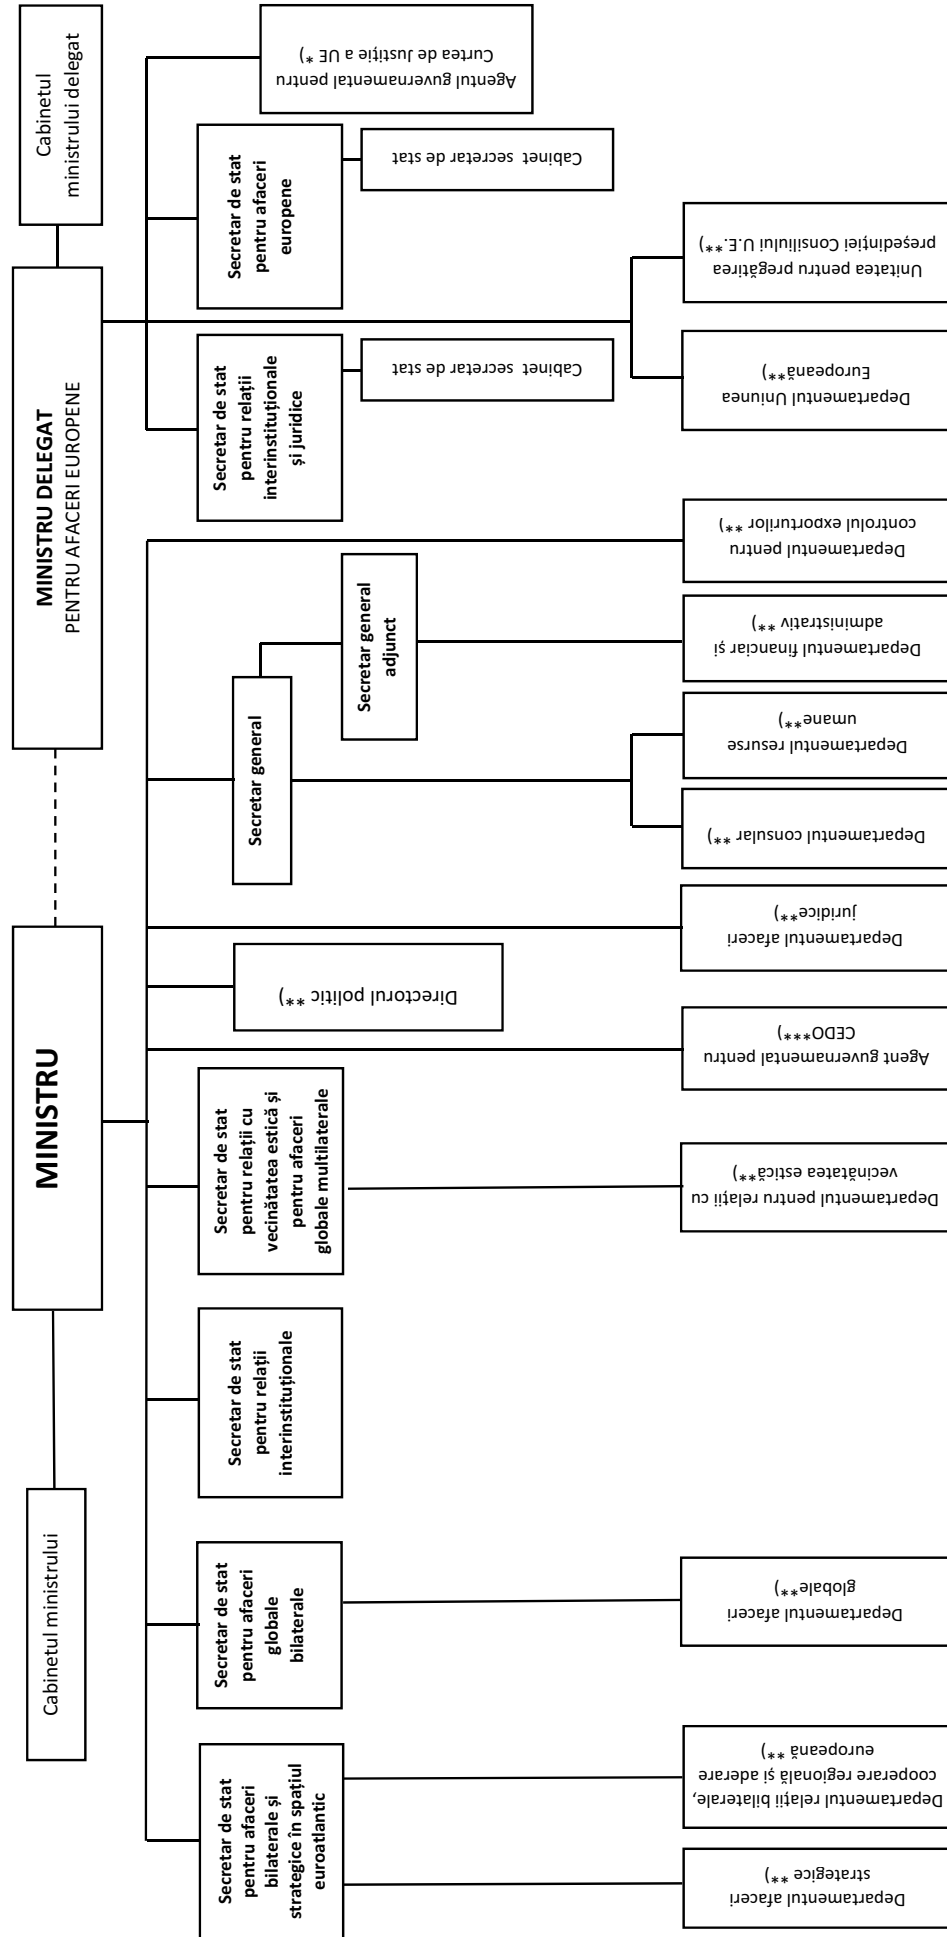 Cabinetul ministrului
MINISTRU
MINISTRU DELEGAT
PENTRU AFACERI EUROPENE
Cabinetul
ministrului delegat
Secretar de stat
pentru afaceri
bilaterale și
strategice în spațiul
euroatlantic
Secretar de stat
pentru afaceri
globale
bilaterale
Secretar de stat
pentru relații
interinstituționale
Secretar de stat
pentru relații cu
vecinătatea estică și
pentru afaceri
globale multilaterale
Directorul politic **)
Secretar general
Secretar general
adjunct
Secretar de stat
pentru relații
interinstituționale
și juridice
Cabinet secretar de stat
Secretar de stat
pentru afaceri
europene
Cabinet secretar de stat
Agentul guvernamental pentru
Curtea de Justiție a UE *)
Departamentul afaceri
strategice **)
Departamentul relații bilaterale,
cooperare regională și aderare
europeană **)
Departamentul afaceri
globale**)
Departamentul pentru relații cu
vecinătatea estică**)
Agent guvernamental pentru
CEDO***)
Departamentul afaceri
juridice**)
Departamentul consular **)
Departamentul resurse
umane**)
Departamentul financiar și
administrativ **)
Departamentul pentru
controlul exporturilor **)
Departamentul Uniunea
Europeană**)
Unitatea pentru pregătirea
președinției Consiliului U.E.**)